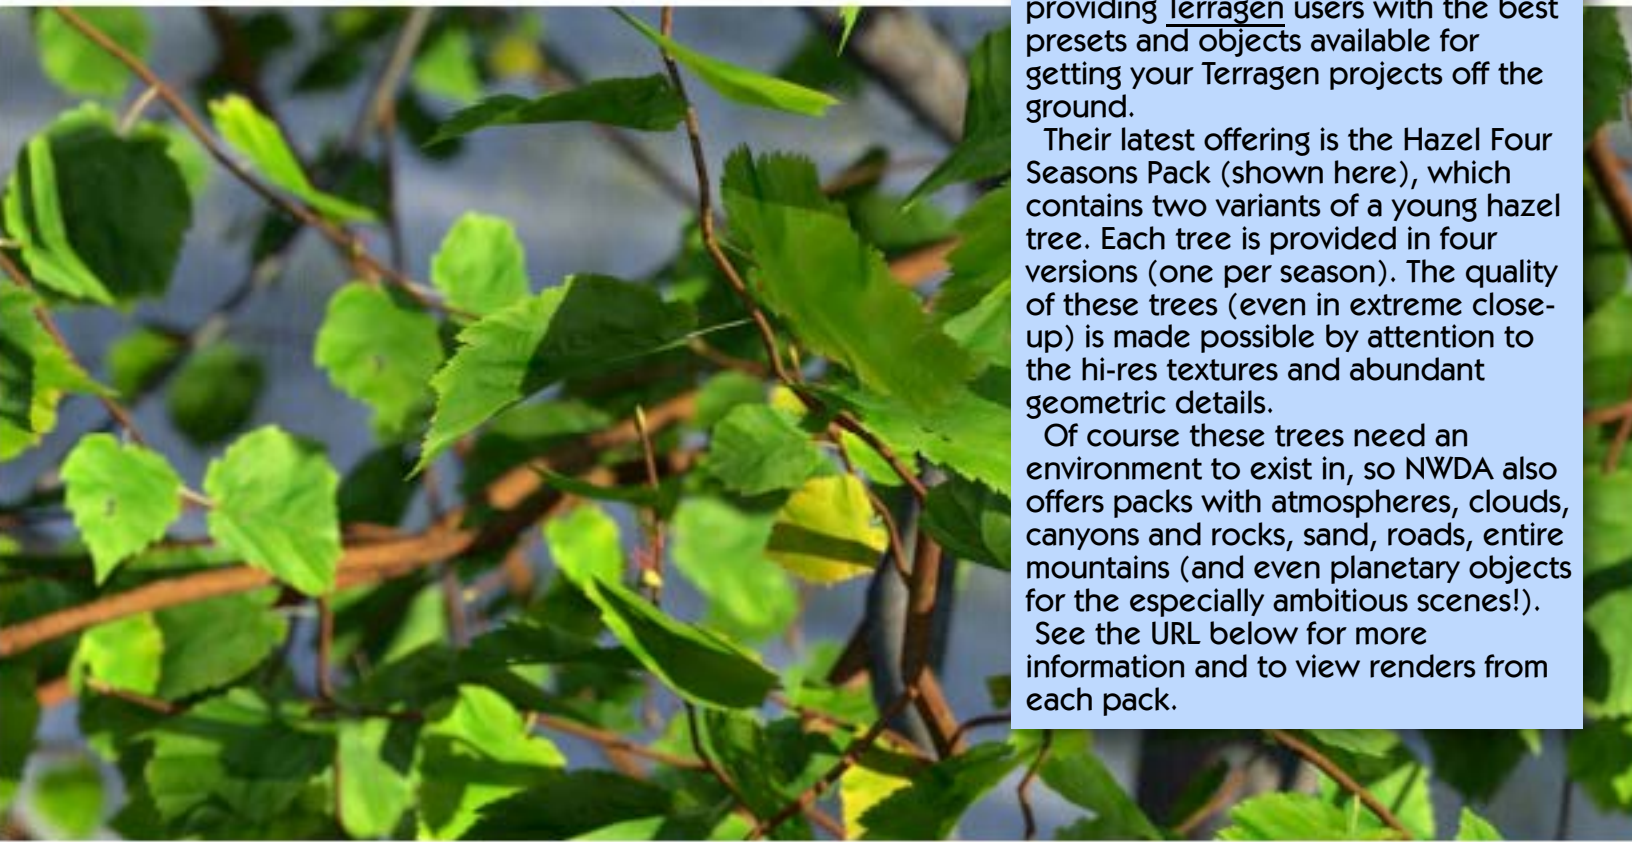 providing Terragen users with the best
presets and objects available for
getting your Terragen projects off the
ground.
Their latest offering is the Hazel Four
Seasons Pack (shown here), which
contains two variants of a young hazel
tree. Each tree is provided in four
versions (one per season). The quality
of these trees (even in extreme close-
up) is made possible by attention to
the hi-res textures and abundant
geometric details.
Of course these trees need an
environment to exist in, so NWDA also
offers packs with atmospheres, clouds,
canyons and rocks, sand, roads, entire
mountains (and even planetary objects
for the especially ambitious scenes!).
See the URL below for more
information and to view renders from
each pack.